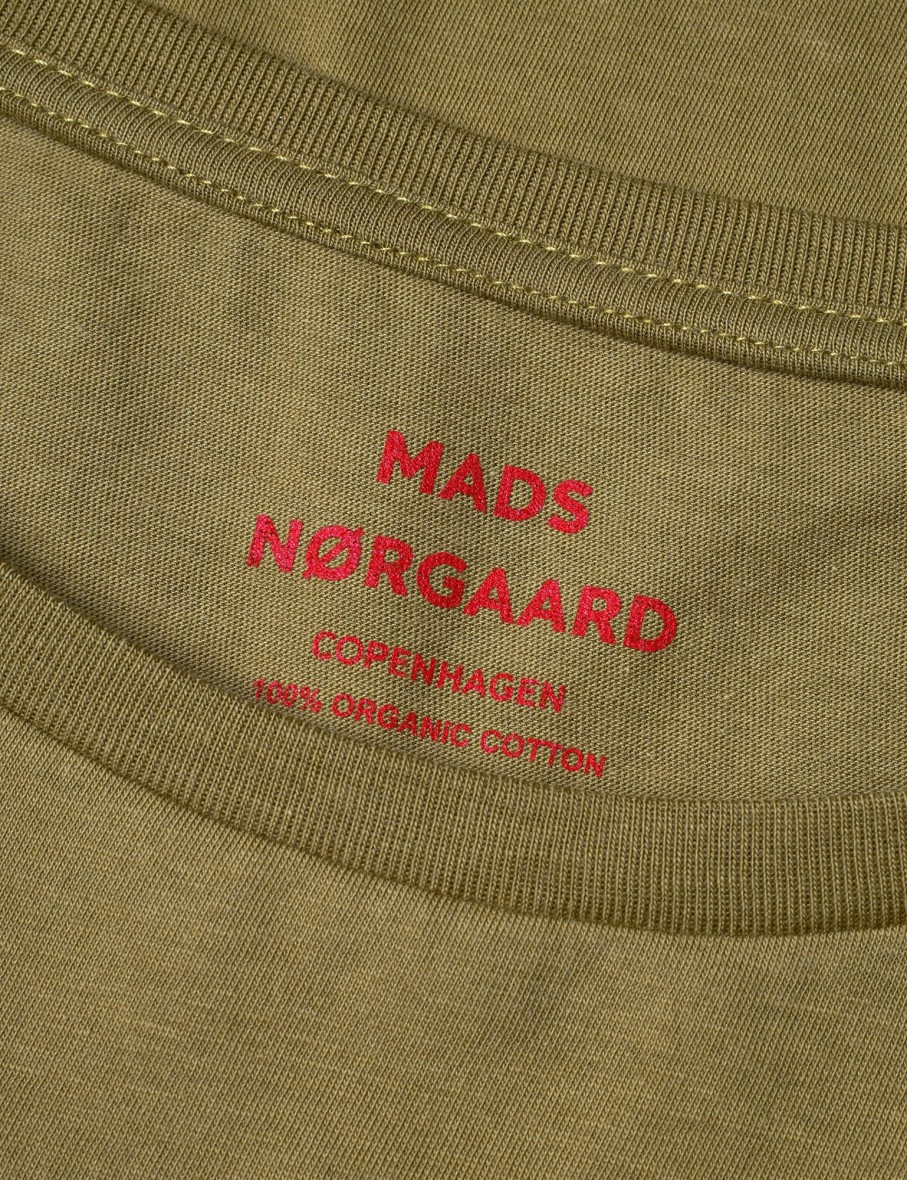 MADS
NØRGAARD
COPENHAGEN
100% ORGANIC COTTON